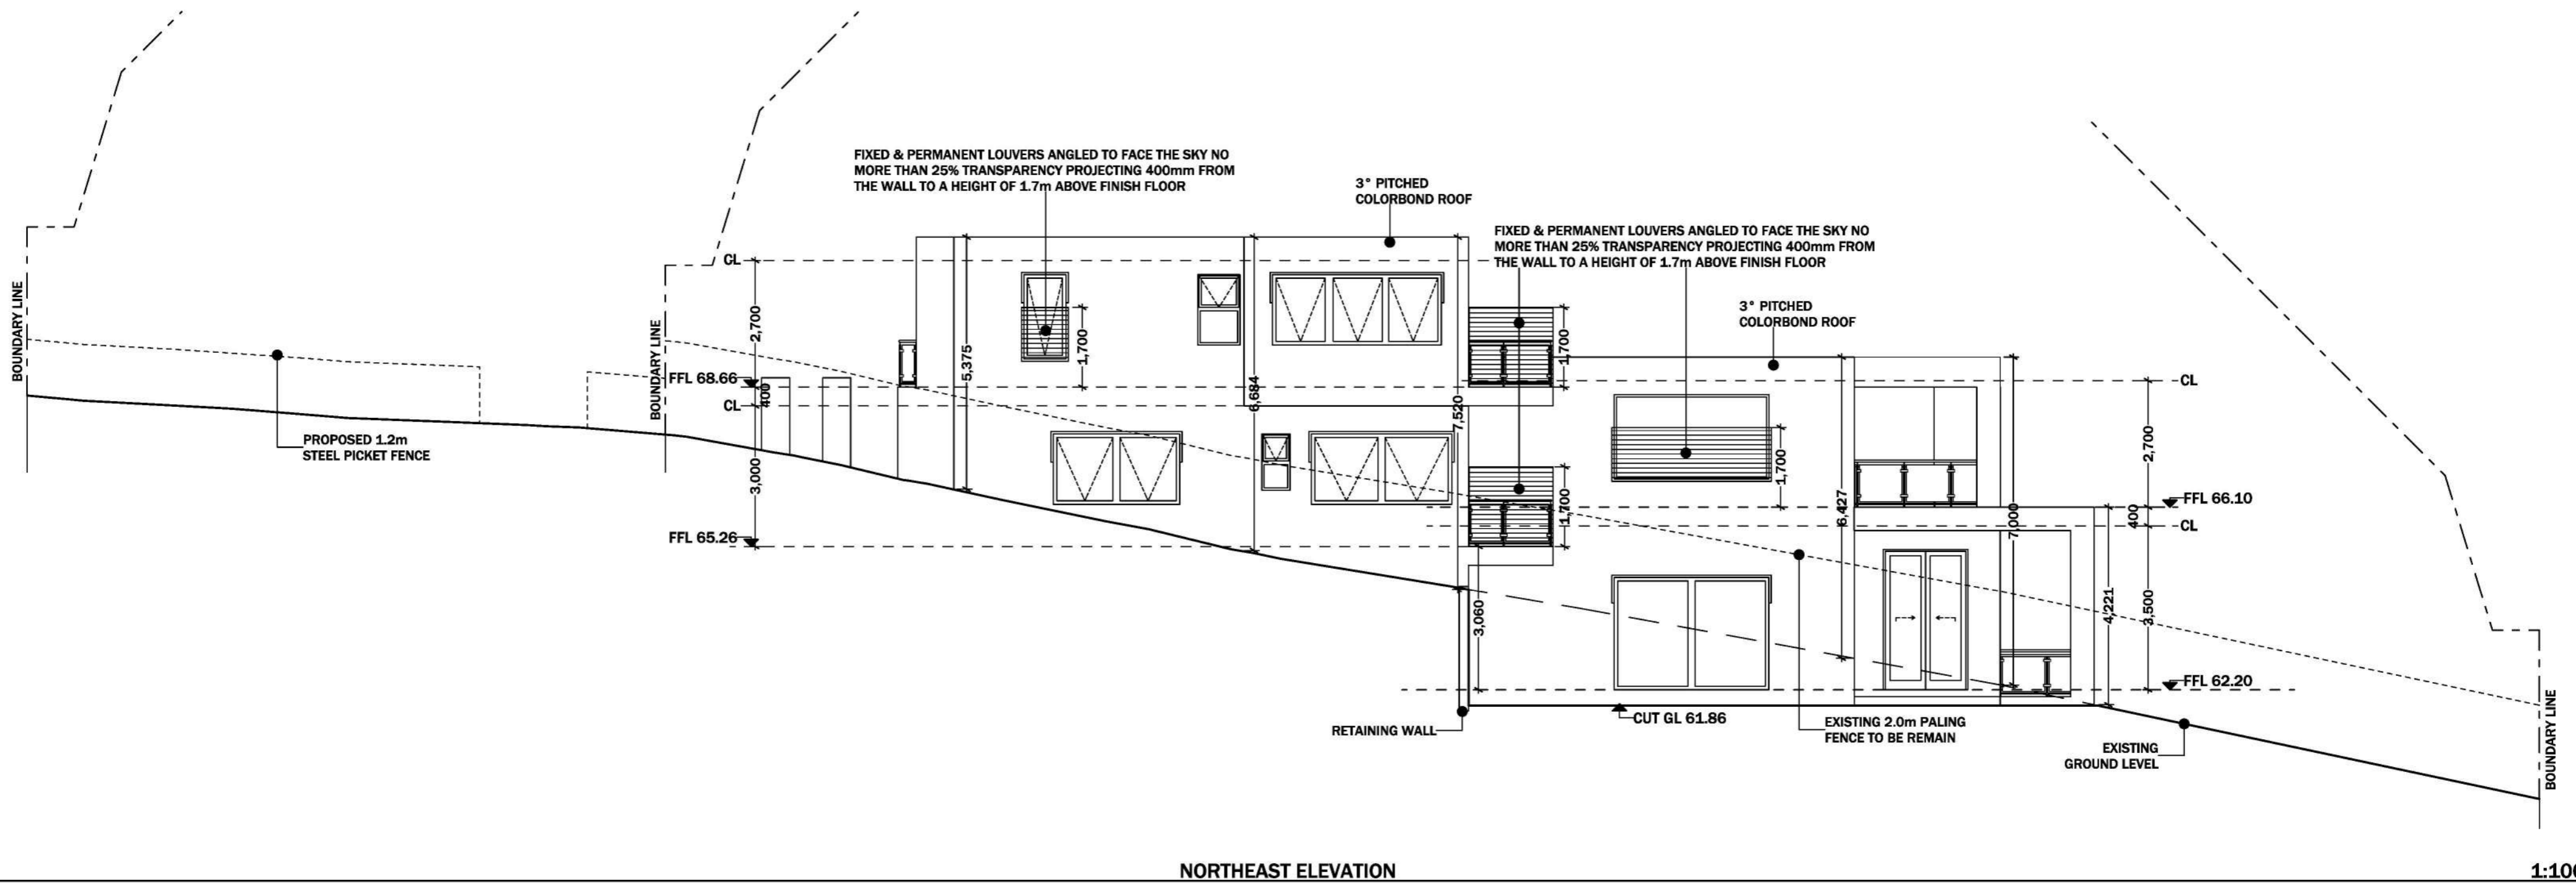 FIXED & PERMANENT LOUVERS ANGLED TO FACE THE SKY NO
MORE THAN 25% TRANSPARENCY PROJECTING 400mm FROM
THE WALL TO A HEIGHT OF 1.7m ABOVE FINISH FLOOR
3° PITCHED
COLORBOND ROOF
FIXED & PERMANENT LOUVERS ANGLED TO FACE THE SKY NO
MORE THAN 25% TRANSPARENCY PROJECTING 400mm FROM
THE WALL TO A HEIGHT OF 1.7m ABOVE FINISH FLOOR
3° PITCHED
COLORBOND ROOF
BOUNDARY LINE
PROPOSED 1.2m
STEEL PICKET FENCE
BOUNDARY LINE
CL
2,700
FFL 68.66
400
CL
3,000
FFL 65.26
5,375
1,700
6,684
7,520
1,700
1,700
3,060
1,700
6,427
7,000
CL
2,700
FFL 66.10
400
CL
4,221
3,500
FFL 62.20
RETAINING WALL
CUT GL 61.86
EXISTING 2.0m PALING
FENCE TO BE REMAIN
EXISTING
GROUND LEVEL
BOUNDARY LINE
NORTHEAST ELEVATION